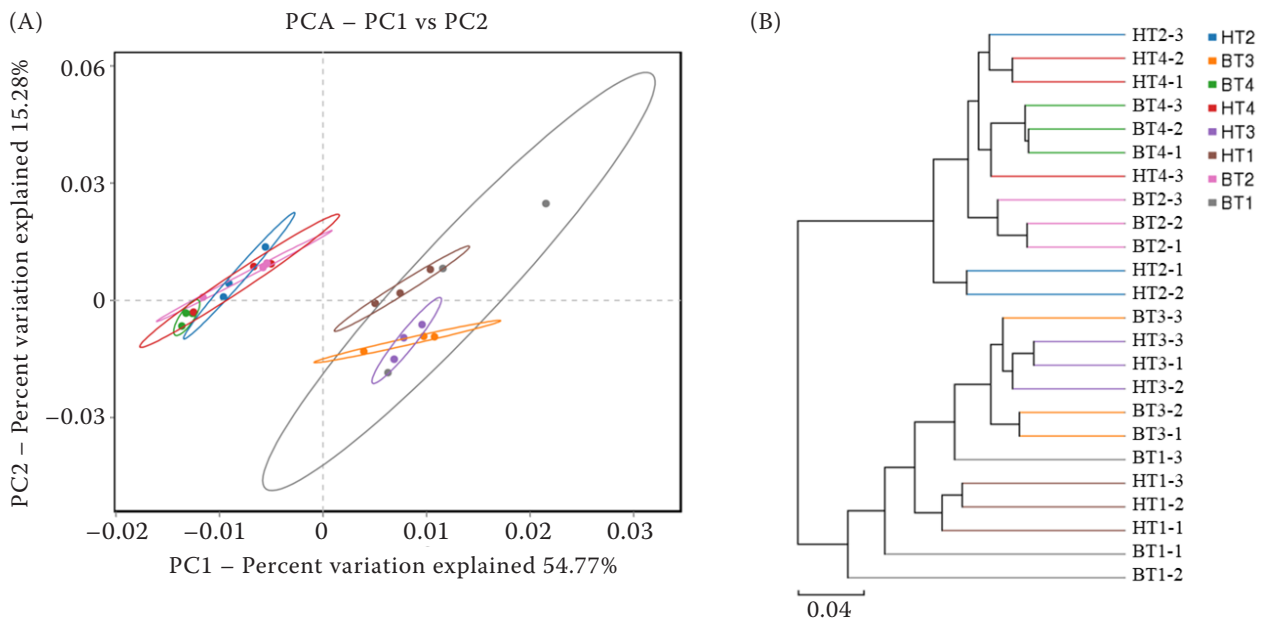 (A)
PCA – PC1 vs PC2
PC2 – Percent variation explained 15.28%
0.06
0.03
0
−0.03
−0.02
−0.01
0
0.01
0.02
0.03
PC1 – Percent variation explained 54.77%
(B)
HT2-3
HT4-2
HT4-1
BT4-3
BT4-2
BT4-1
HT4-3
BT2-3
BT2-2
BT2-1
HT2-1
HT2-2
BT3-3
HT3-3
HT3-1
HT3-2
BT3-2
BT3-1
BT1-3
HT1-3
HT1-2
HT1-1
BT1-1
BT1-2
0.04
HT2
BT3
BT4
HT4
HT3
HT1
BT2
BT1